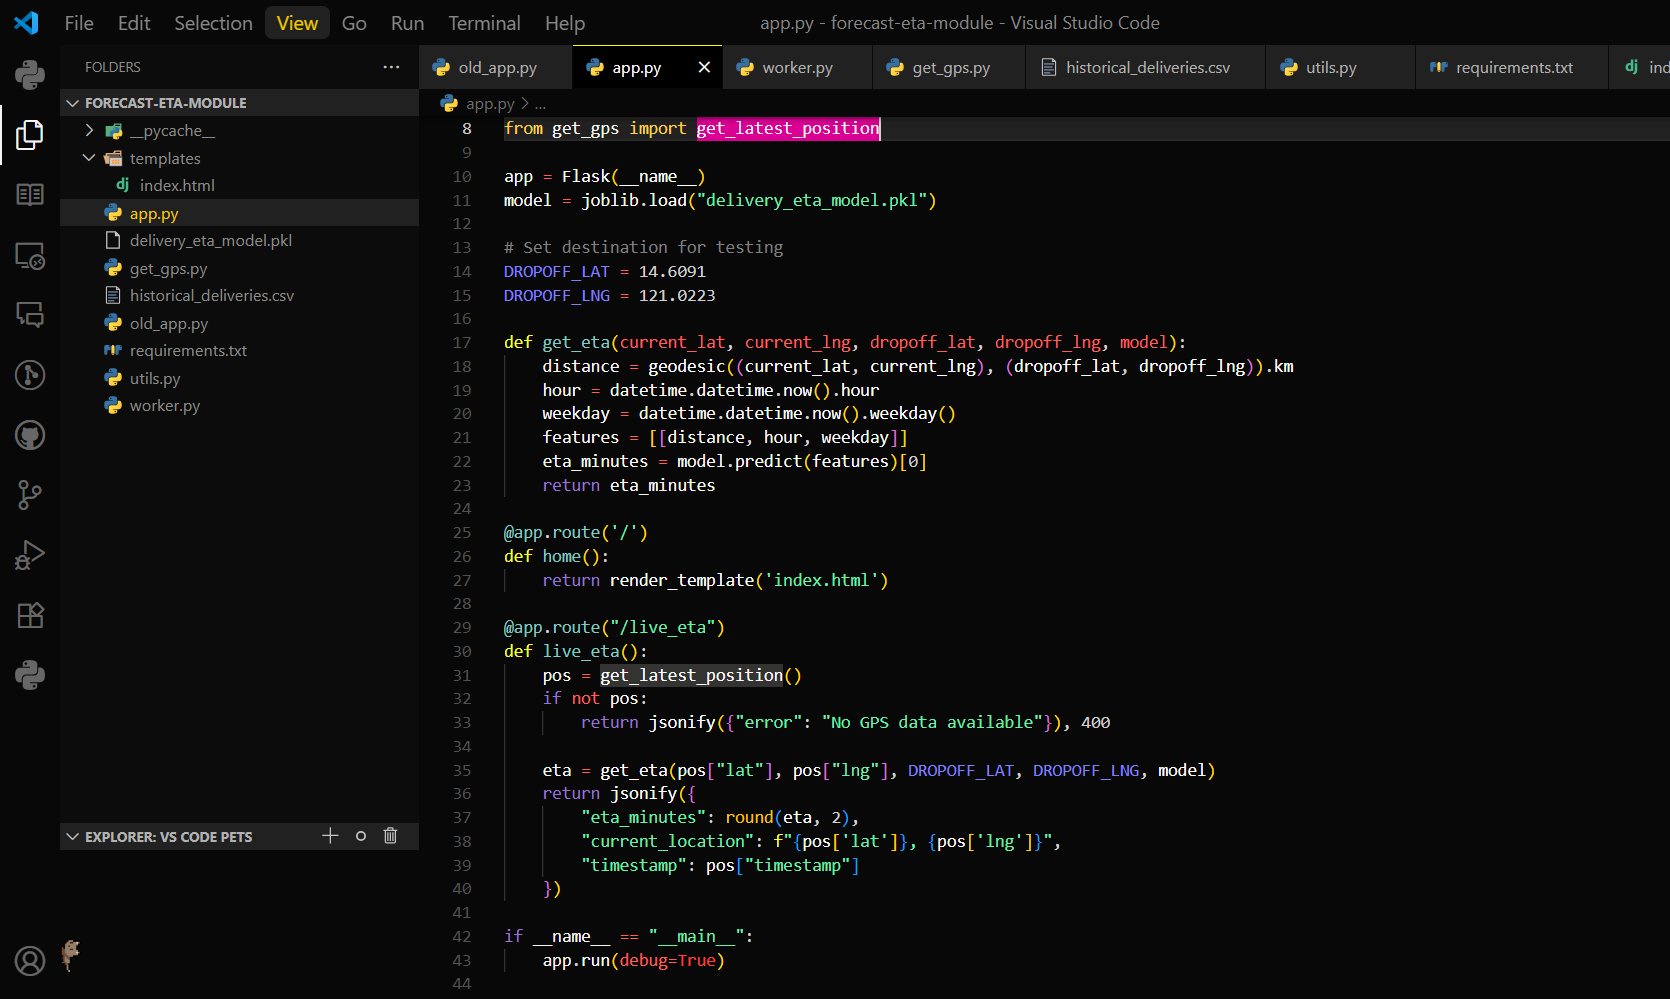 File Edit Selection View Go Run Terminal Help
app.py - forecast-eta-module - Visual Studio Code
FOLDERS
···
old_app.py
app.py
worker.py
get_gps.py
historical_deliveries.csv
utils.py
requirements.txt
ind
FORECAST-ETA-MODULE
__pycache__
templates
index.html
app.py
delivery_eta_model.pkl
get_gps.py
historical_deliveries.csv
old_app.py
requirements.txt
utils.py
worker.py
EXPLORER: VS CODE PETS
app.py > ...
8 from get_gps import get_latest_position
9
10 app = Flask(__name__)
11 model = joblib.load("delivery_eta_model.pkl")
12
13 # Set destination for testing
14 DROPOFF_LAT = 14.6091
15 DROPOFF_LNG = 121.0223
16
17 def get_eta(current_lat, current_lng, dropoff_lat, dropoff_lng, model):
18     distance = geodesic((current_lat, current_lng), (dropoff_lat, dropoff_lng)).km
19     hour = datetime.datetime.now().hour
20     weekday = datetime.datetime.now().weekday()
21     features = [[distance, hour, weekday]]
22     eta_minutes = model.predict(features)[0]
23     return eta_minutes
24
25 @app.route('/')
26 def home():
27     return render_template('index.html')
28
29 @app.route("/live_eta")
30 def live_eta():
31     pos = get_latest_position()
32     if not pos:
33         return jsonify({"error": "No GPS data available"}), 400
34
35     eta = get_eta(pos["lat"], pos["lng"], DROPOFF_LAT, DROPOFF_LNG, model)
36     return jsonify({
37         "eta_minutes": round(eta, 2),
38         "current_location": f"{pos['lat']}, {pos['lng']}",
39         "timestamp": pos["timestamp"]
40     })
41
42 if __name__ == "__main__":
43     app.run(debug=True)
44